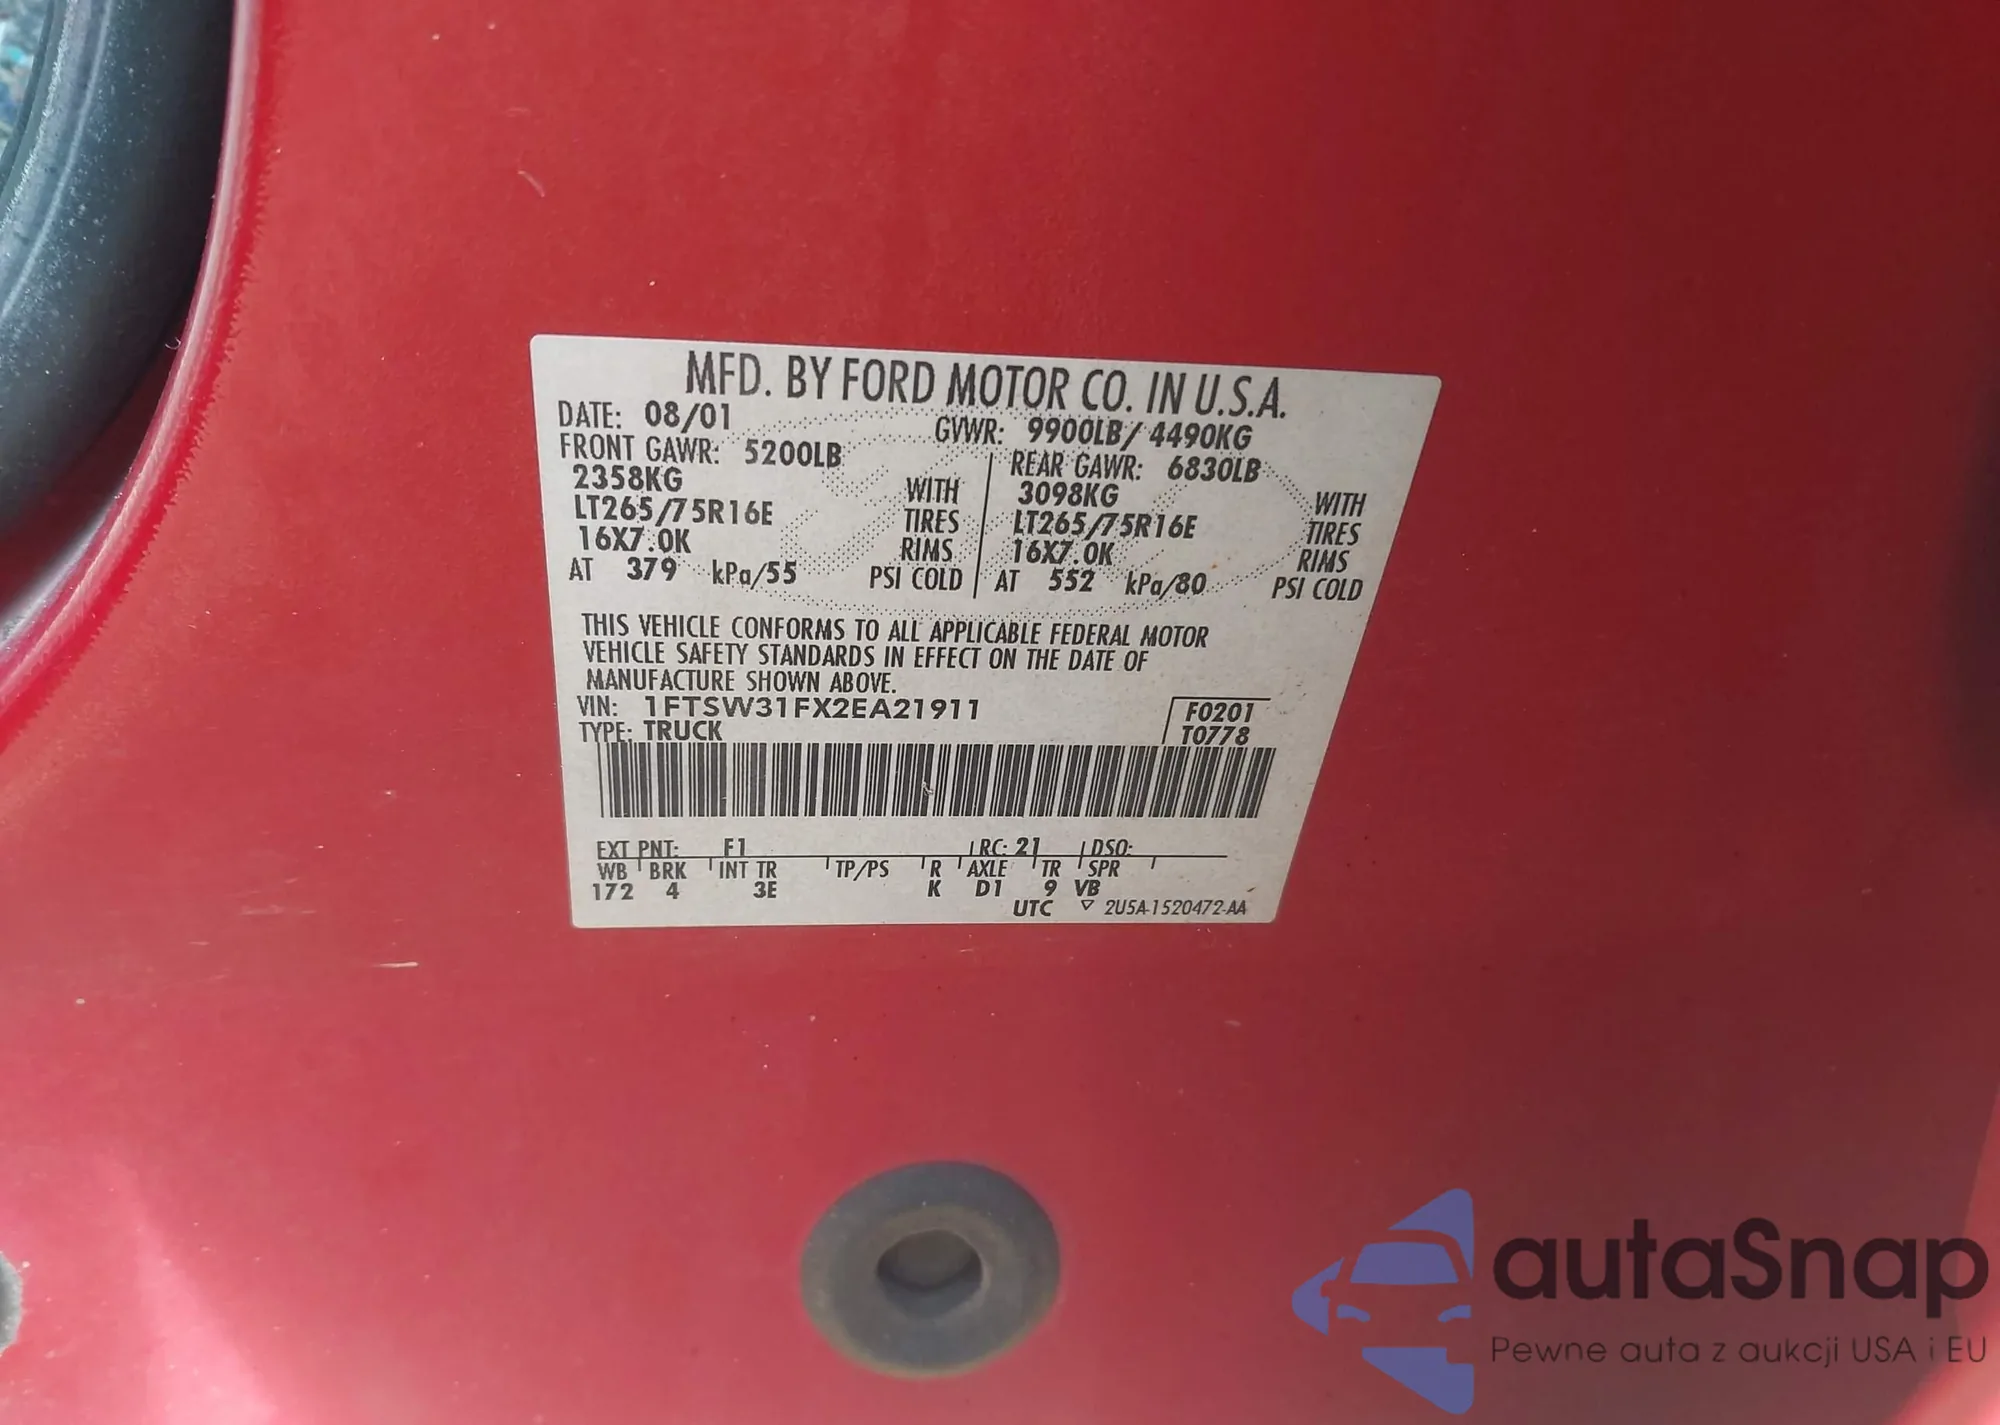 MFD. BY FORD MOTOR CO. IN U.S.A.
DATE: 08/01 GVWR: 9900LB/ 4490KG
FRONT GAWR: 5200LB REAR GAWR: 6830LB
2358KG WITH 3098KG WITH
LT265/75R16E TIRES LT265/75R16E TIRES
16X7.0K RIMS 16X7.0K RIMS
AT 379 kPa/55 PSI COLD AT 552 kPa/80 PSI COLD
THIS VEHICLE CONFORMS TO ALL APPLICABLE FEDERAL MOTOR
VEHICLE SAFETY STANDARDS IN EFFECT ON THE DATE OF
MANUFACTURE SHOWN ABOVE.
VIN: 1FTSW31FX2EA21911 F0201
TYPE: TRUCK T0778
EXT PNT: F1 RC: 21 DSO:
WB BRK INT TR TP/PS R AXLE TR SPR
172 4 3E K D1 9 VB
UTC ▽ 2U5A-1520472-AA
autaSnap
Pewne auta z aukcji USA i EU